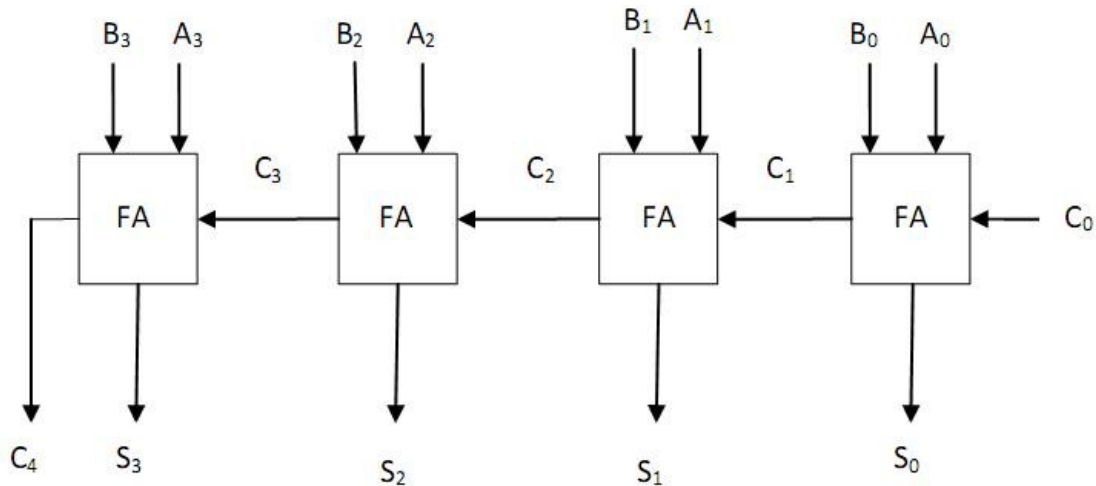 B₃ A₃ B₂ A₂ B₁ A₁ B₀ A₀
C₃ C₂ C₁
FA FA FA FA C₀
C₄ S₃ S₂ S₁ S₀